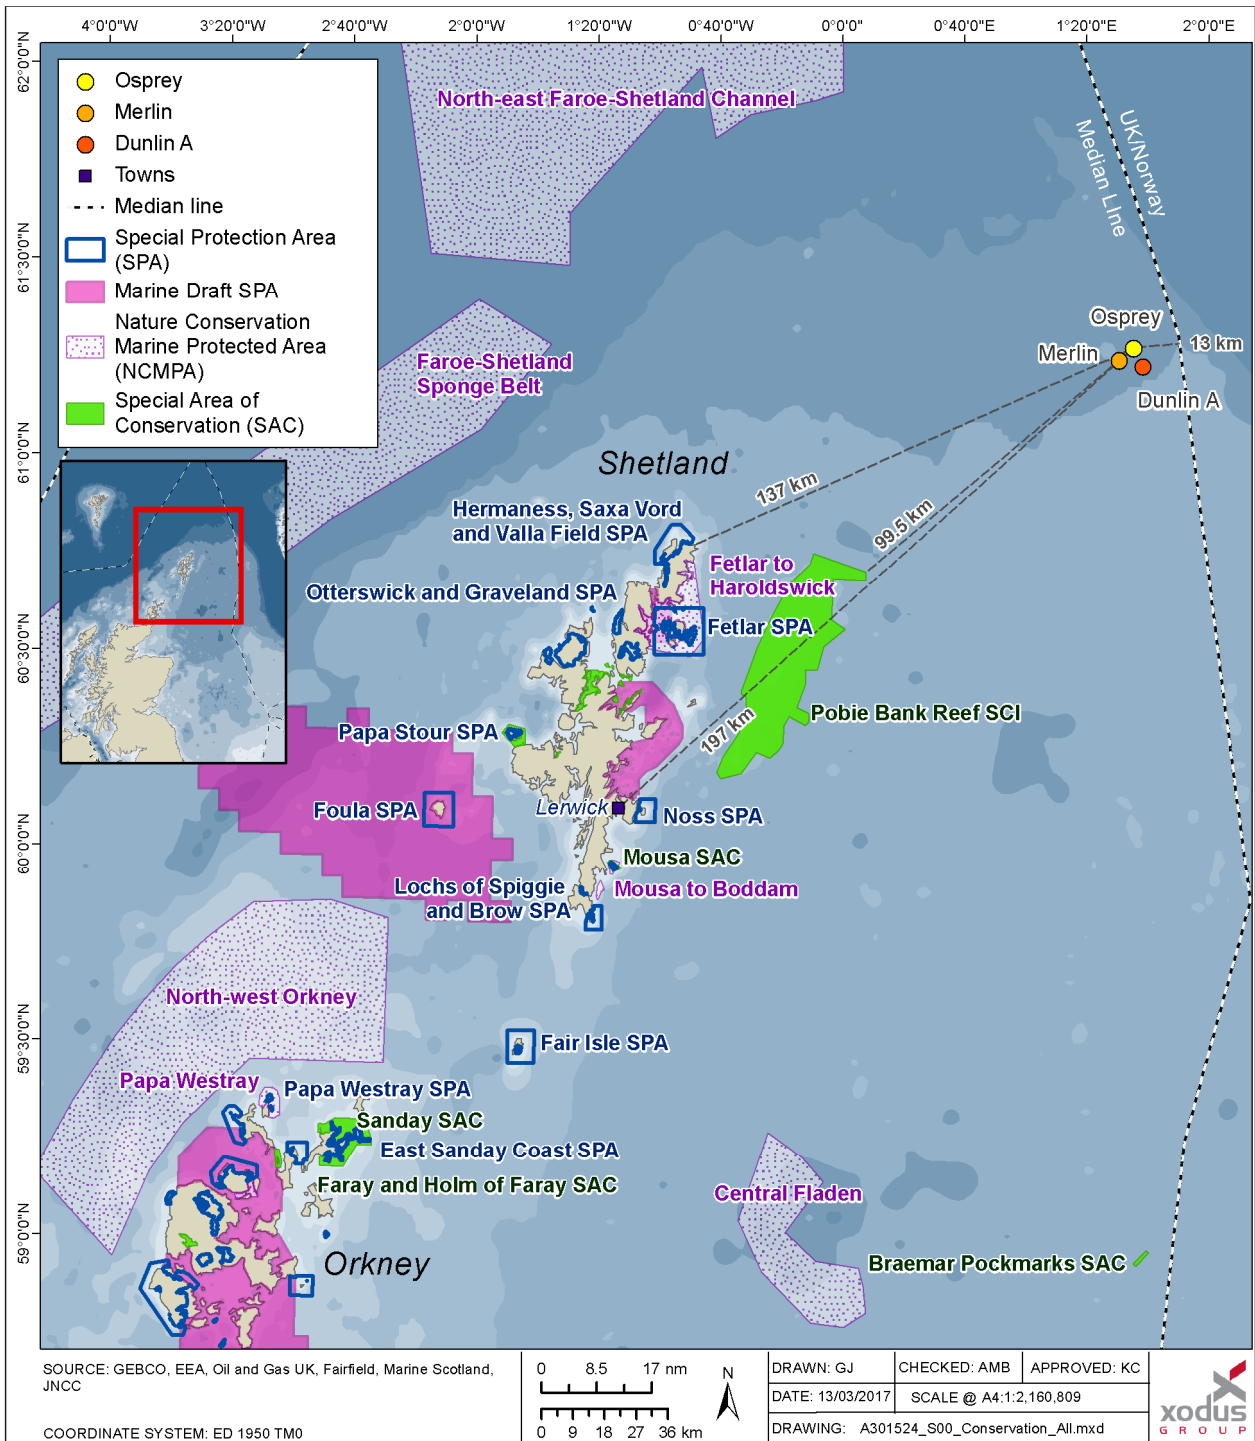 4°0'0"W 3°20'0"W 2°40'0"W 2°0'0"W 1°20'0"W 0°40'0"W 0°0'0" 0°40'0"E 1°20'0"E 2°0'0"E
62°0'0"N
61°30'0"N
61°0'0"N
60°30'0"N
60°0'0"N
59°30'0"N
59°0'0"N
Osprey
Merlin
Dunlin A
Towns
Median line
Special Protection Area
(SPA)
Marine Draft SPA
Nature Conservation
Marine Protected Area
(NCMPA)
Special Area of
Conservation (SAC)
North-east Faroe-Shetland Channel
UK/Norway
Median LIne
Osprey
13 km
Merlin
Dunlin A
Faroe-Shetland
Sponge Belt
Shetland
137 km
99.5 km
197 km
Hermaness, Saxa Vord
and Valla Field SPA
Fetlar to
Haroldswick
Otterswick and Graveland SPA
Fetlar SPA
Pobie Bank Reef SCI
Papa Stour SPA
Foula SPA
Lerwick
Noss SPA
Mousa SAC
Mousa to Boddam
Lochs of Spiggie
and Brow SPA
North-west Orkney
Fair Isle SPA
Papa Westray
Papa Westray SPA
Sanday SAC
East Sanday Coast SPA
Faray and Holm of Faray SAC
Central Fladen
Orkney
Braemar Pockmarks SAC
SOURCE: GEBCO, EEA, Oil and Gas UK, Fairfield, Marine Scotland,
JNCC
COORDINATE SYSTEM: ED 1950 TM0
0 8.5 17 nm
0 9 18 27 36 km
N
DRAWN: GJ CHECKED: AMB APPROVED: KC
DATE: 13/03/2017 SCALE @ A4:1:2,160,809
DRAWING: A301524_S00_Conservation_All.mxd
xodus
GROUP